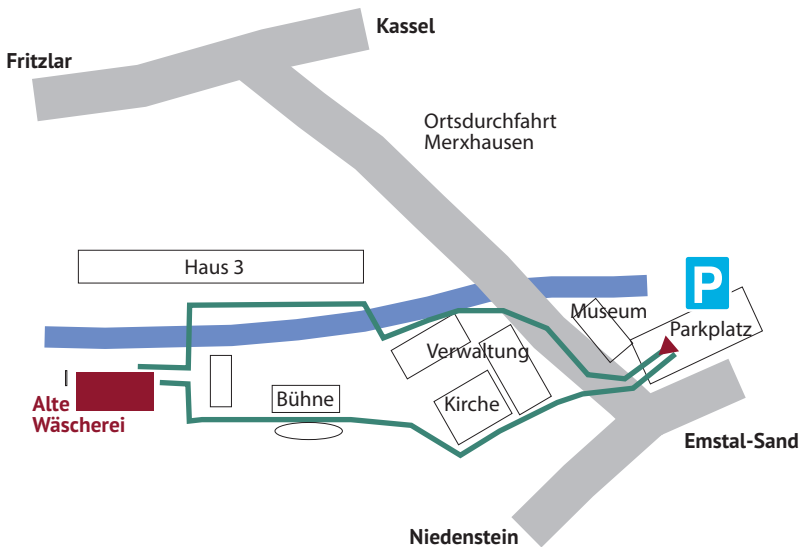 Kassel
Fritzlar
Ortsdurchfahrt
Merxhausen
Haus 3
P
Museum
Parkplatz
Verwaltung
Bühne
Kirche
Alte
Wäscherei
Emstal-Sand
Niedenstein